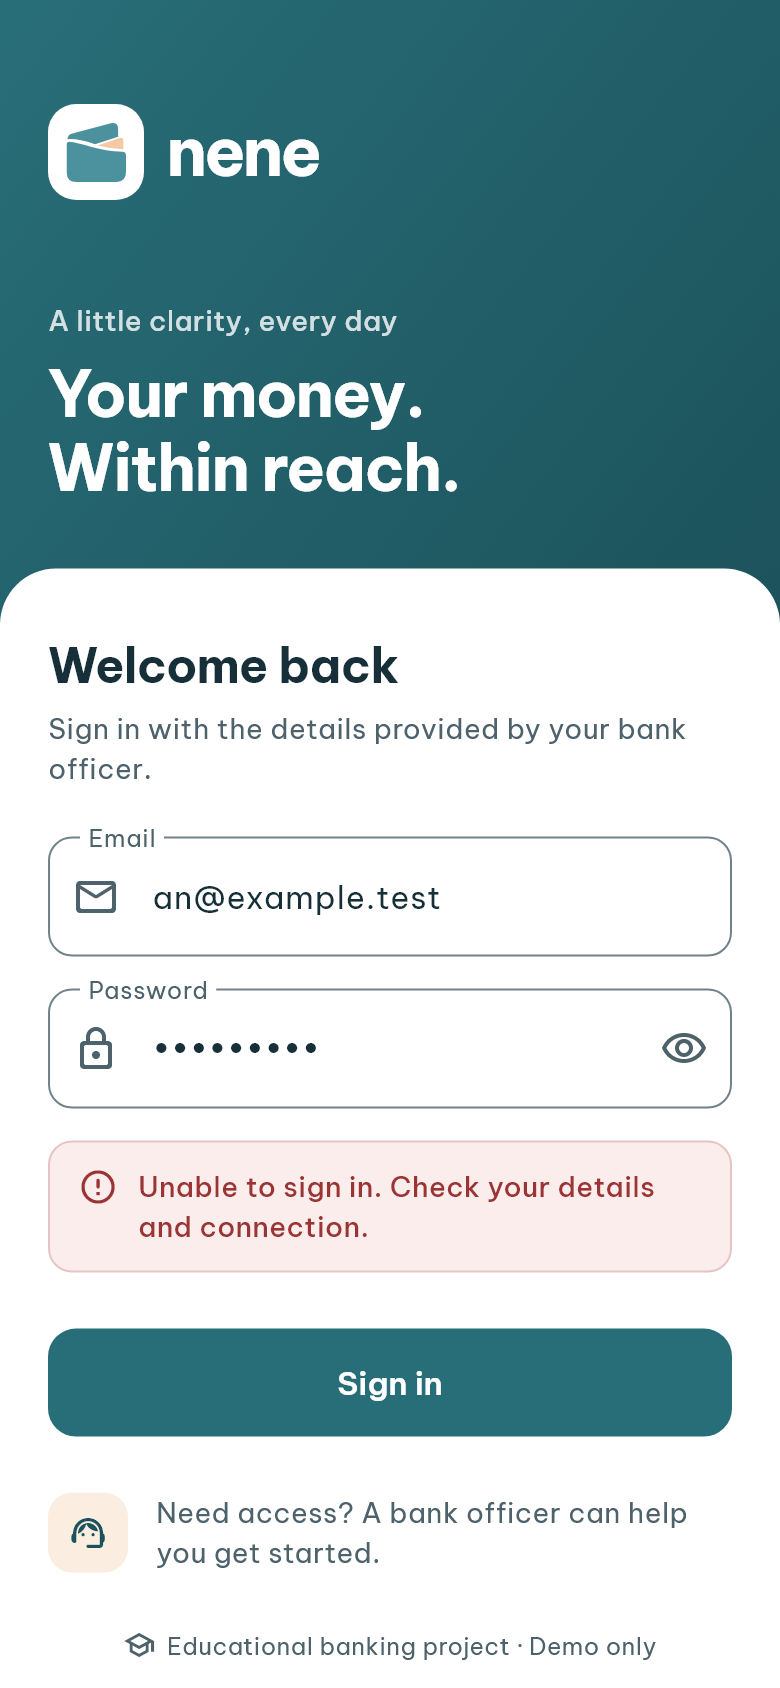 nene
A little clarity, every day
Your money.
Within reach.
Welcome back
Sign in with the details provided by your bank
officer.
Email
an@example.test
Password
•••••••••
Unable to sign in. Check your details
and connection.
Sign in
Need access? A bank officer can help
you get started.
Educational banking project · Demo only